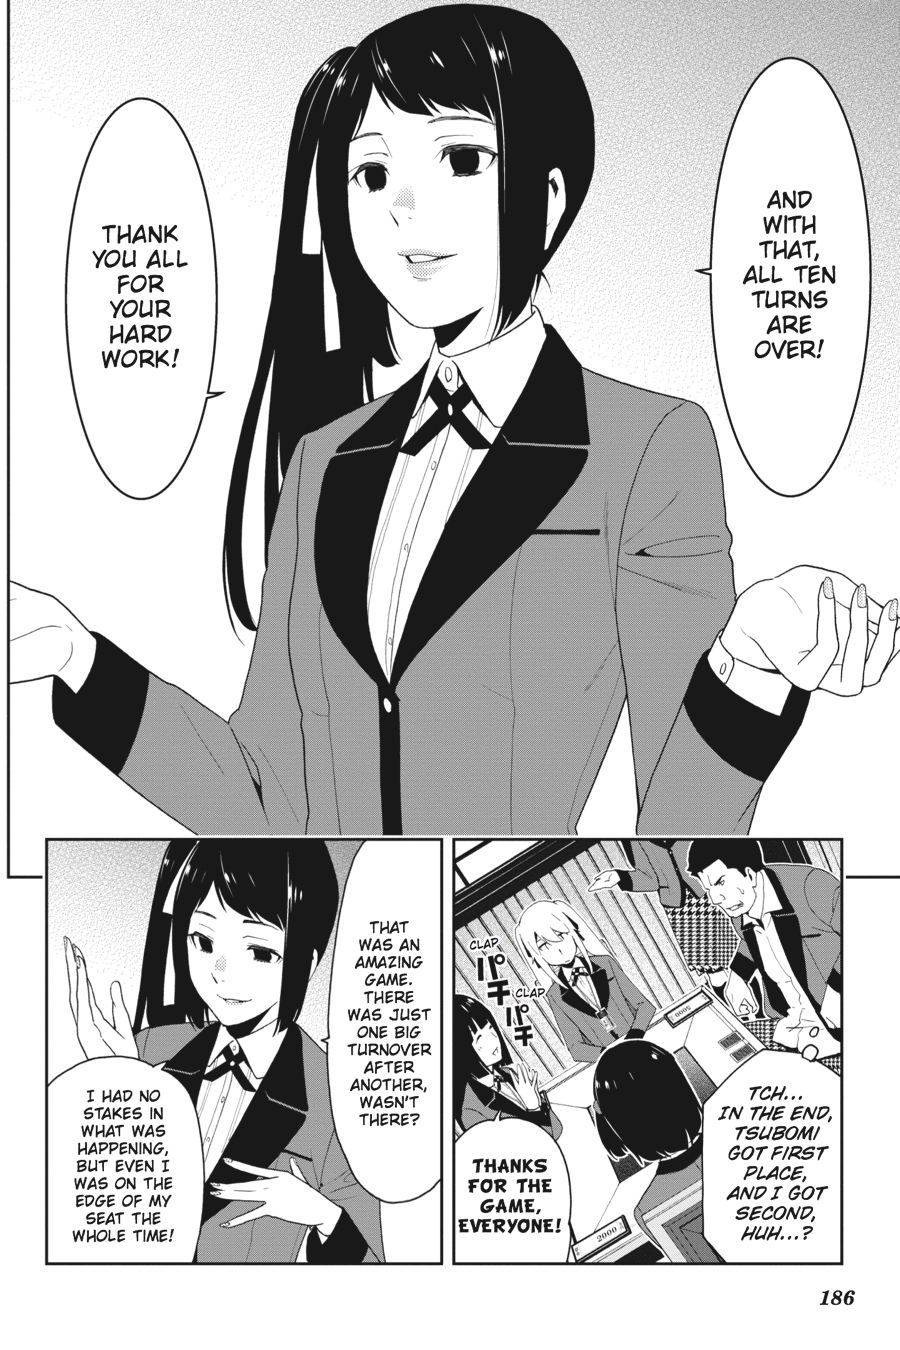 AND
WITH
THAT,
ALL TEN
TURNS
ARE
OVER!
THANK
YOU ALL
FOR
YOUR
HARD
WORK!
CLAP
パチ
CLAP
パチ
TCH...
IN THE END,
TSUBOMI
GOT FIRST
PLACE,
AND I GOT
SECOND,
HUH...?
THANKS
FOR THE
GAME,
EVERYONE!
2000
THAT
WAS AN
AMAZING
GAME.
THERE
WAS JUST
ONE BIG
TURNOVER
AFTER
ANOTHER,
WASN'T
THERE?
I HAD NO
STAKES IN
WHAT WAS
HAPPENING,
BUT EVEN I
WAS ON THE
EDGE OF MY
SEAT THE
WHOLE TIME!
186